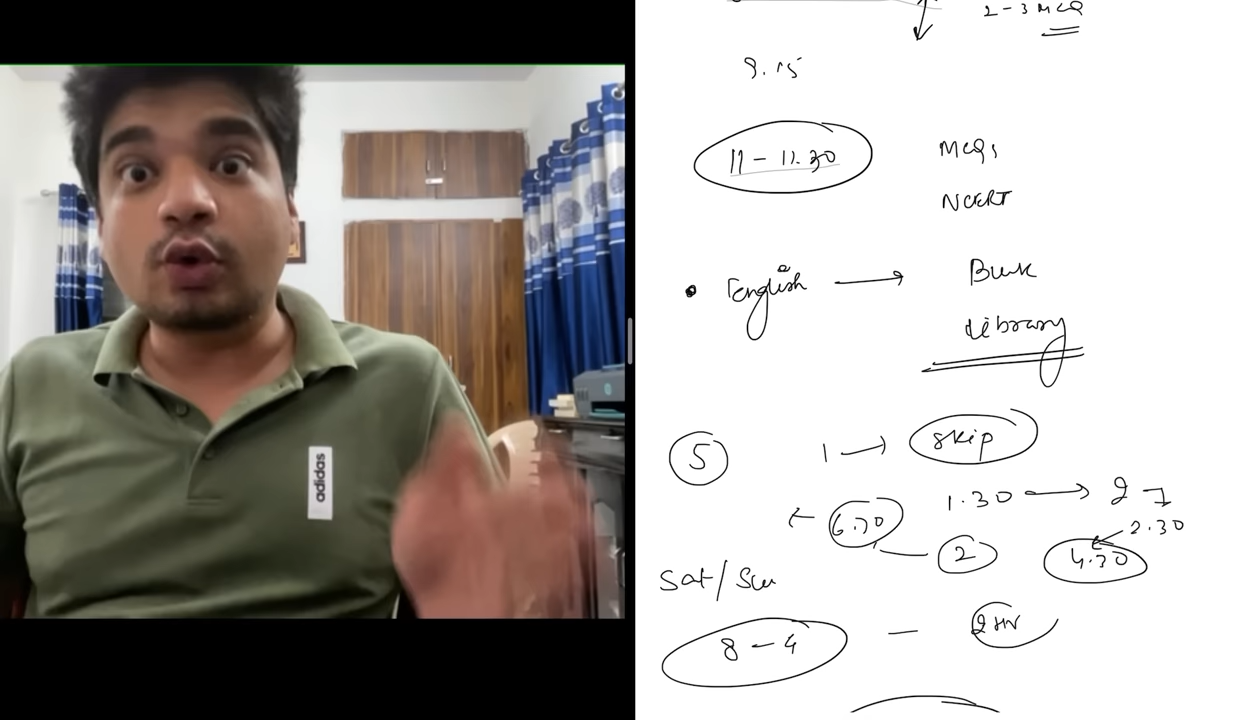 adidas
2-3 MCQ
9.15
11 - 11.30 MCQs
NCERT
English → Bunk
Library
5 1 → skip
1.30 → 2
2.30
← 6.30 — 2 4.30
Sat/Sun
8 - 4 — 2 Hr